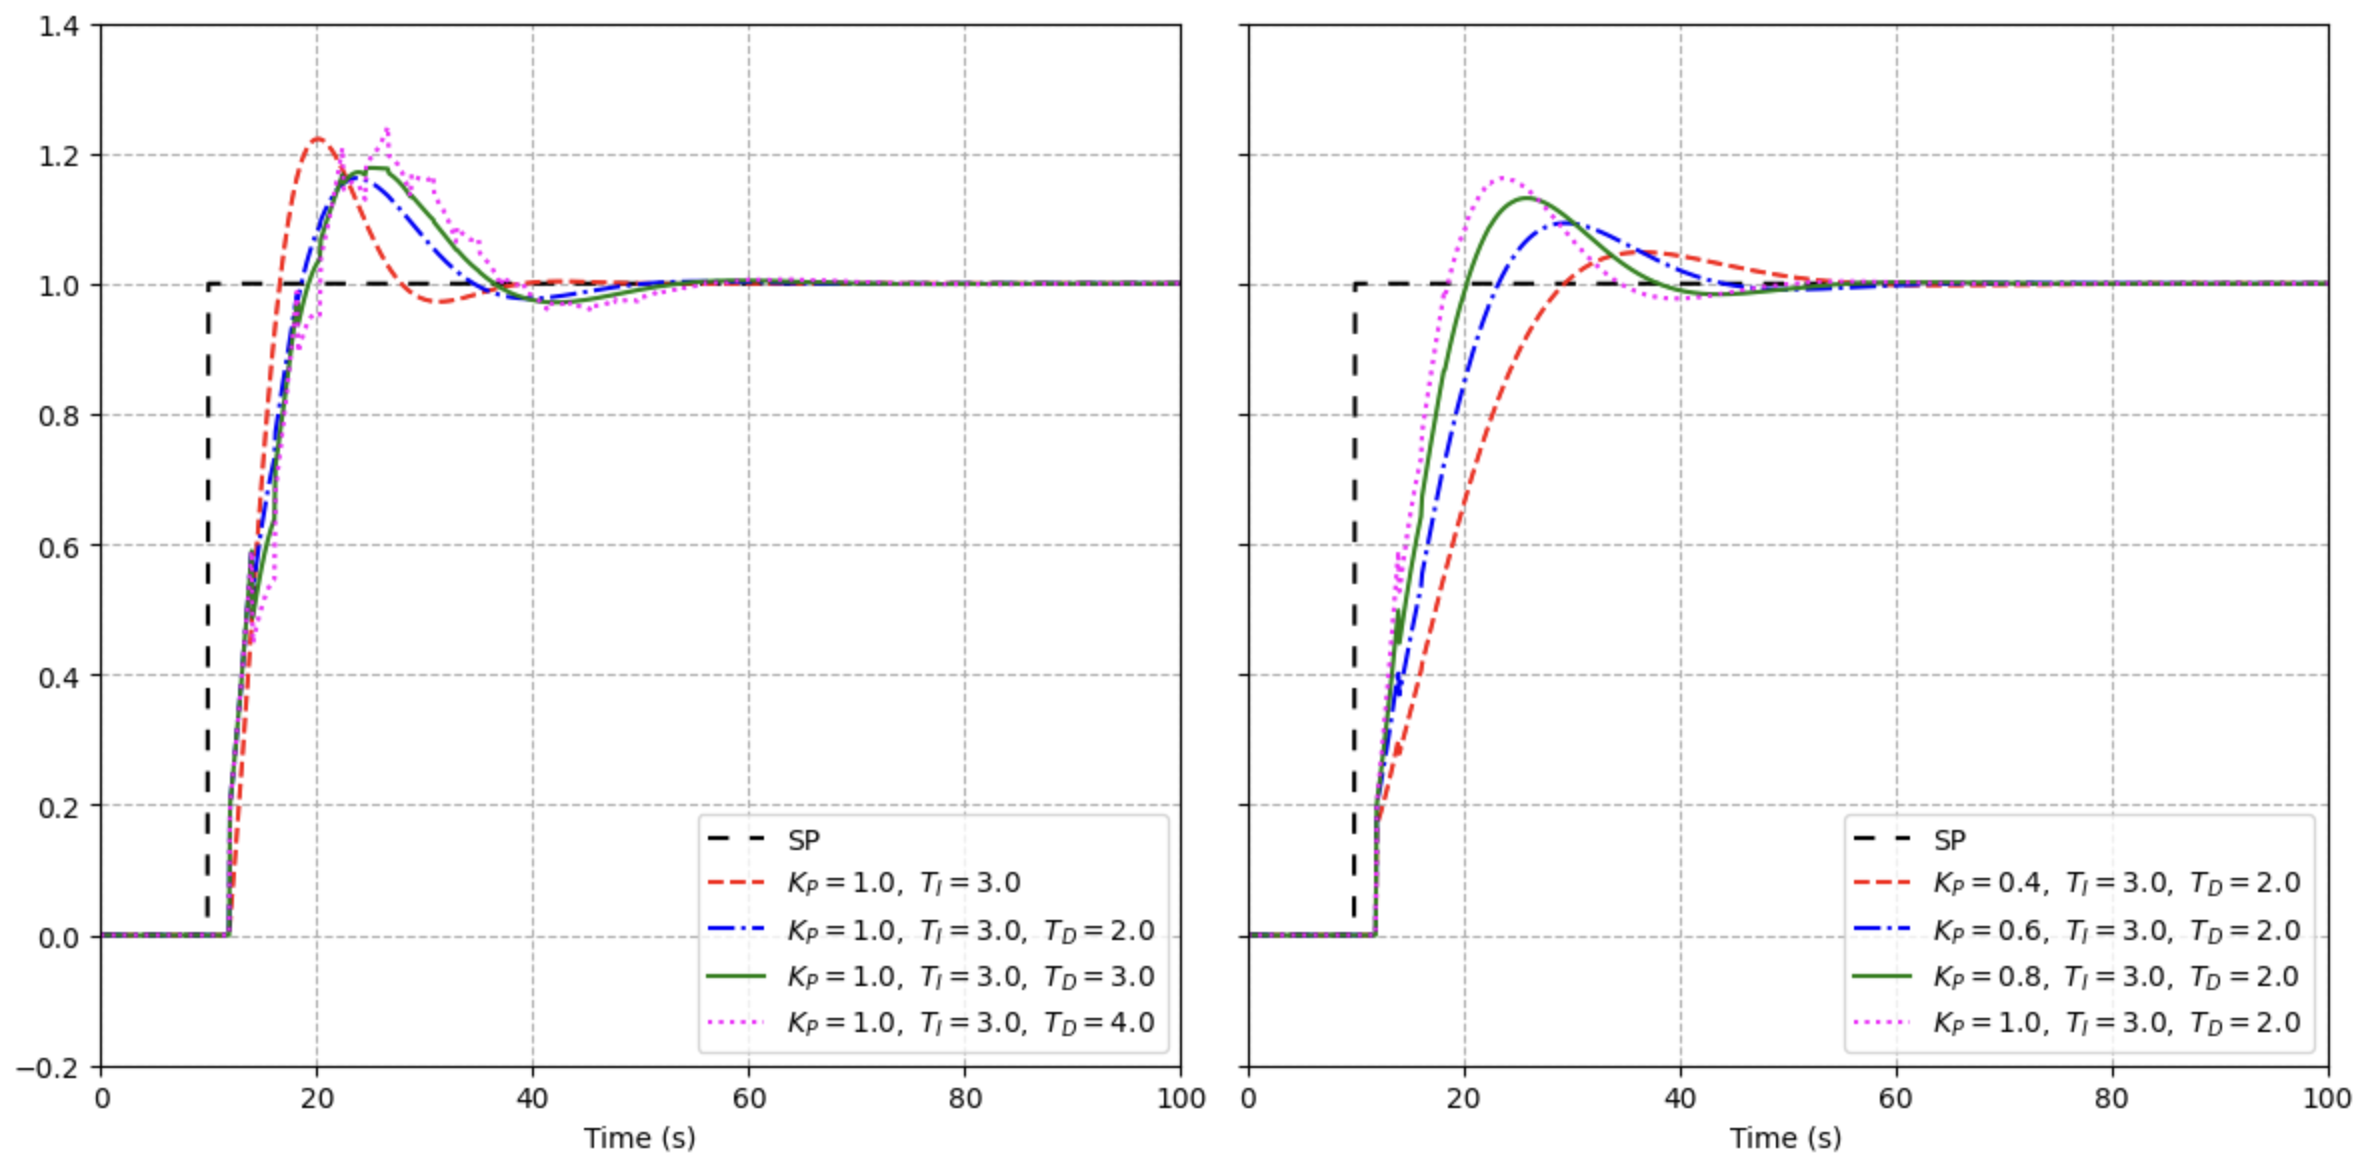 1.4
1.2
1.0
0.8
0.6
0.4
0.2
0.0
−0.2
0 20 40 60 80 100
Time (s)
SP
K_P = 1.0, T_I = 3.0
K_P = 1.0, T_I = 3.0, T_D = 2.0
K_P = 1.0, T_I = 3.0, T_D = 3.0
K_P = 1.0, T_I = 3.0, T_D = 4.0
0 20 40 60 80 100
Time (s)
SP
K_P = 0.4, T_I = 3.0, T_D = 2.0
K_P = 0.6, T_I = 3.0, T_D = 2.0
K_P = 0.8, T_I = 3.0, T_D = 2.0
K_P = 1.0, T_I = 3.0, T_D = 2.0